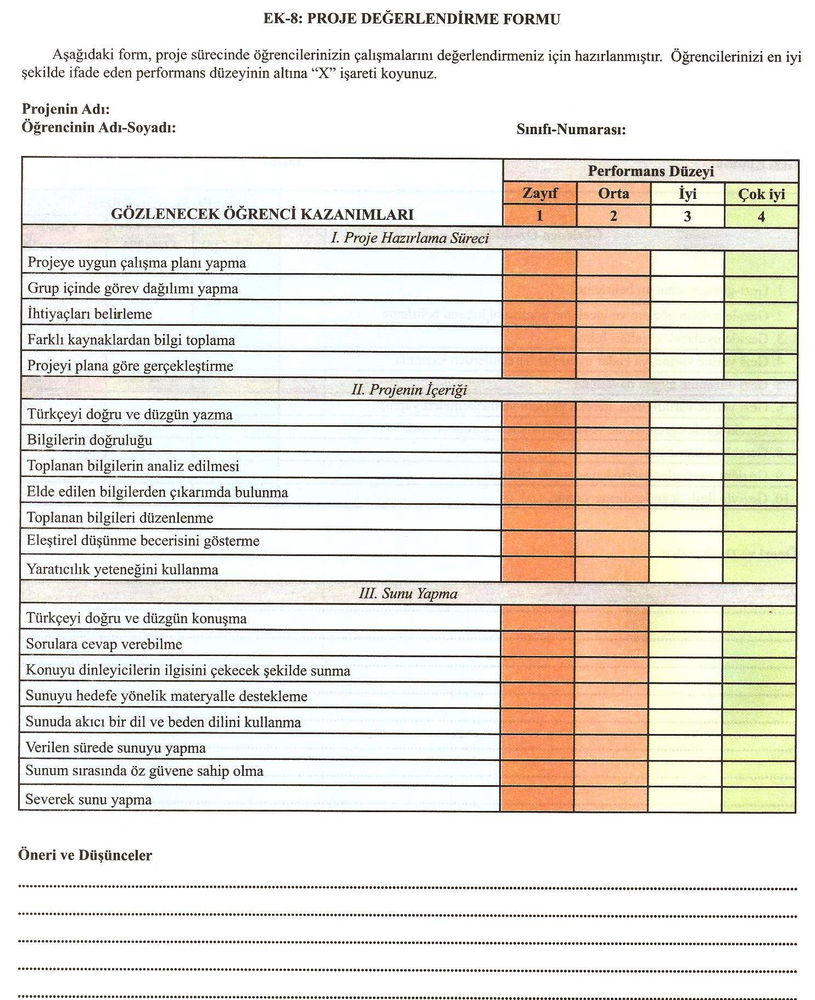 EK-8: PROJE DEĞERLENDİRME FORMU
Aşağıdaki form, proje sürecinde öğrencilerinizin çalışmalarını değerlendirmeniz için hazırlanmıştır. Öğrencilerinizi en iyi
şekilde ifade eden performans düzeyinin altına “X” işareti koyunuz.
Projenin Adı:
Öğrencinin Adı-Soyadı: Sınıfı-Numarası:
Performans Düzeyi
Zayıf Orta İyi Çok iyi
GÖZLENECEK ÖĞRENCİ KAZANIMLARI 1 2 3 4
I. Proje Hazırlama Süreci
Projeye uygun çalışma planı yapma
Grup içinde görev dağılımı yapma
İhtiyaçları belirleme
Farklı kaynaklardan bilgi toplama
Projeyi plana göre gerçekleştirme
II. Projenin İçeriği
Türkçeyi doğru ve düzgün yazma
Bilgilerin doğruluğu
Toplanan bilgilerin analiz edilmesi
Elde edilen bilgilerden çıkarımda bulunma
Toplanan bilgileri düzenlenme
Eleştirel düşünme becerisini gösterme
Yaratıcılık yeteneğini kullanma
III. Sunu Yapma
Türkçeyi doğru ve düzgün konuşma
Sorulara cevap verebilme
Konuyu dinleyicilerin ilgisini çekecek şekilde sunma
Sunuyu hedefe yönelik materyalle destekleme
Sunuda akıcı bir dil ve beden dilini kullanma
Verilen sürede sunuyu yapma
Sunum sırasında öz güvene sahip olma
Severek sunu yapma
Öneri ve Düşünceler